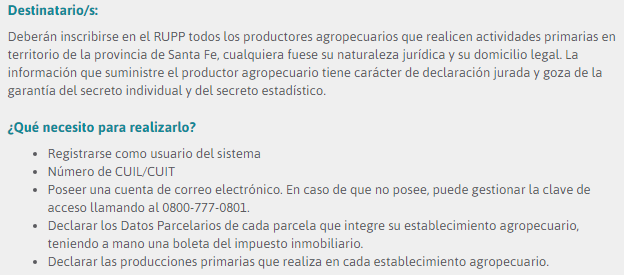 Destinatario/s:
Deberán inscribirse en el RUPP todos los productores agropecuarios que realicen actividades primarias en
territorio de la provincia de Santa Fe, cualquiera fuese su naturaleza jurídica y su domicilio legal. La
información que suministre el productor agropecuario tiene carácter de declaración jurada y goza de la
garantía del secreto individual y del secreto estadístico.
¿Qué necesito para realizarlo?
• Registrarse como usuario del sistema
• Número de CUIL/CUIT
• Poseer una cuenta de correo electrónico. En caso de que no posee, puede gestionar la clave de
acceso llamando al 0800-777-0801.
• Declarar los Datos Parcelarios de cada parcela que integre su establecimiento agropecuario,
teniendo a mano una boleta del impuesto inmobiliario.
• Declarar las producciones primarias que realiza en cada establecimiento agropecuario.